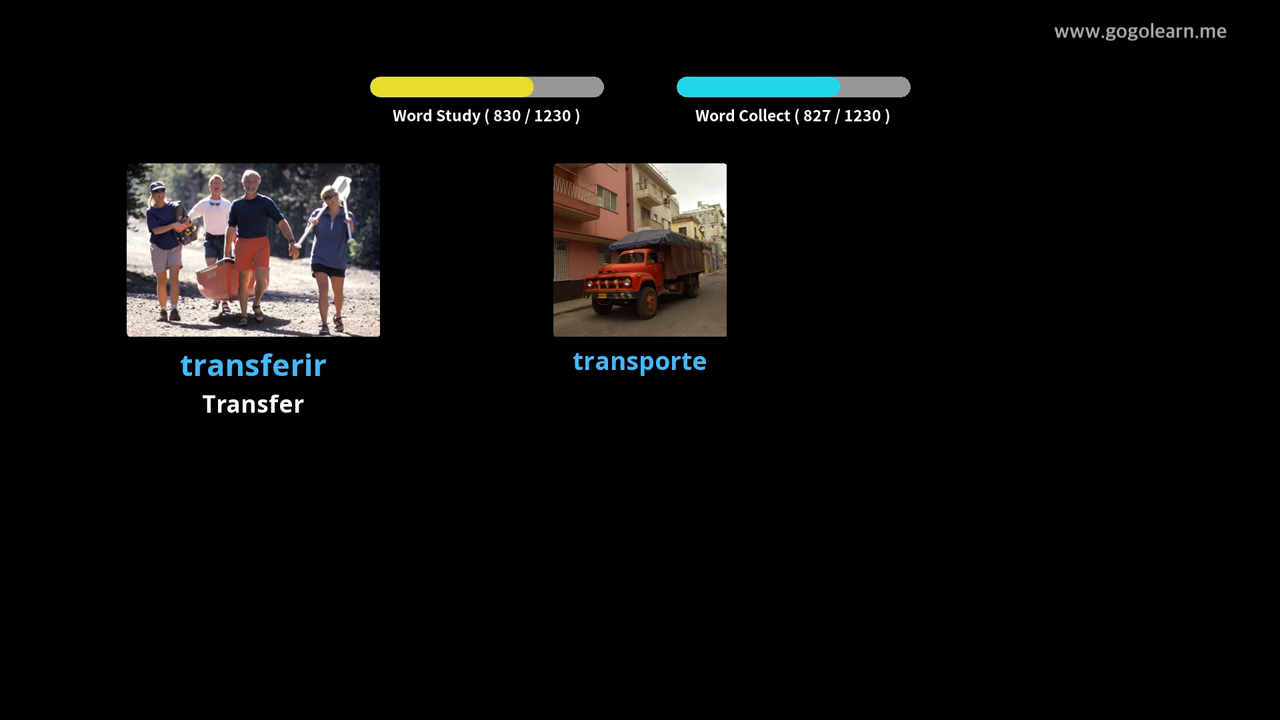 www.gogolearn.me
Word Study ( 830 / 1230 )
Word Collect ( 827 / 1230 )
transferir
Transfer
transporte